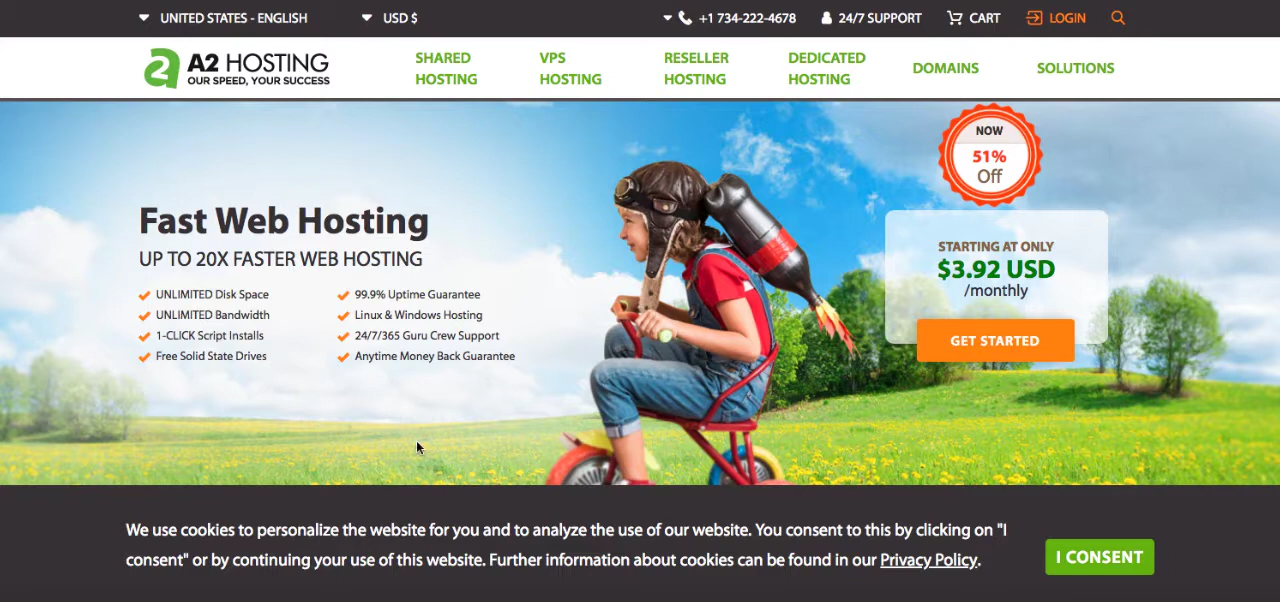 UNITED STATES - ENGLISH
USD $
+1 734-222-4678
24/7 SUPPORT
CART
LOGIN
A2 HOSTING
OUR SPEED, YOUR SUCCESS
SHARED
HOSTING
VPS
HOSTING
RESELLER
HOSTING
DEDICATED
HOSTING
DOMAINS
SOLUTIONS
NOW
51%
Off
Fast Web Hosting
UP TO 20X FASTER WEB HOSTING
UNLIMITED Disk Space
UNLIMITED Bandwidth
1-CLICK Script Installs
Free Solid State Drives
99.9% Uptime Guarantee
Linux & Windows Hosting
24/7/365 Guru Crew Support
Anytime Money Back Guarantee
STARTING AT ONLY
$3.92 USD
/monthly
GET STARTED
We use cookies to personalize the website for you and to analyze the use of our website. You consent to this by clicking on "I
consent" or by continuing your use of this website. Further information about cookies can be found in our Privacy Policy.
I CONSENT